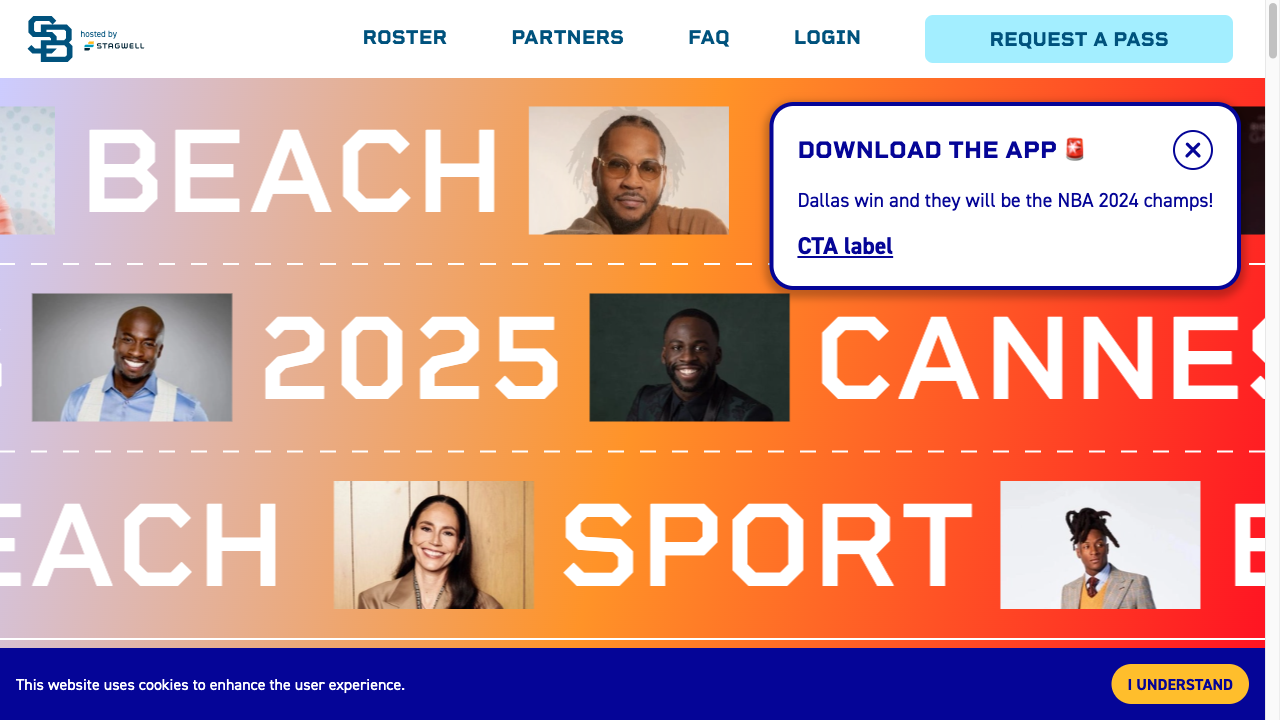 SB hosted by STAGWELL
ROSTER PARTNERS FAQ LOGIN REQUEST A PASS
BEACH
DOWNLOAD THE APP 🚨
Dallas win and they will be the NBA 2024 champs!
CTA label
2025 CANNES
EACH SPORT
This website uses cookies to enhance the user experience.
I UNDERSTAND